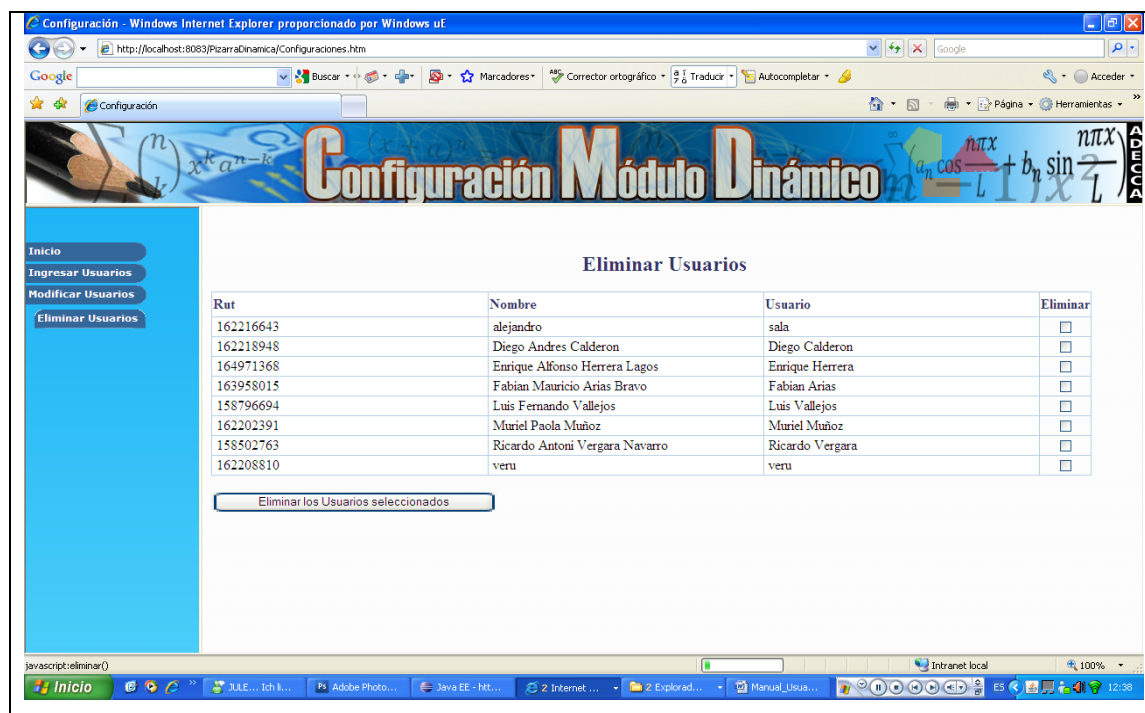 Configuración - Windows Internet Explorer proporcionado por Windows uE
http://localhost:8083/PizarraDinamica/Configuraciones.htm
Google
Google
Buscar
Marcadores
Corrector ortográfico
Traducir
Autocompletar
Acceder
Configuración
Página
Herramientas
Configuración Módulo Dinámico
ADECCA
Inicio
Ingresar Usuarios
Modificar Usuarios
Eliminar Usuarios
Eliminar Usuarios
Rut Nombre Usuario Eliminar
162216643 alejandro sala
162218948 Diego Andres Calderon Diego Calderon
164971368 Enrique Alfonso Herrera Lagos Enrique Herrera
163958015 Fabian Mauricio Arias Bravo Fabian Arias
158796694 Luis Fernando Vallejos Luis Vallejos
162202391 Muriel Paola Muñoz Muriel Muñoz
158502763 Ricardo Antoni Vergara Navarro Ricardo Vergara
162208810 veru veru
Eliminar los Usuarios seleccionados
javascript:eliminar()
Intranet local
100%
Inicio
JULE... Ich li...
Adobe Photo...
Java EE - htt...
2 Internet ...
2 Explorad...
Manual_Usua...
ES
12:38